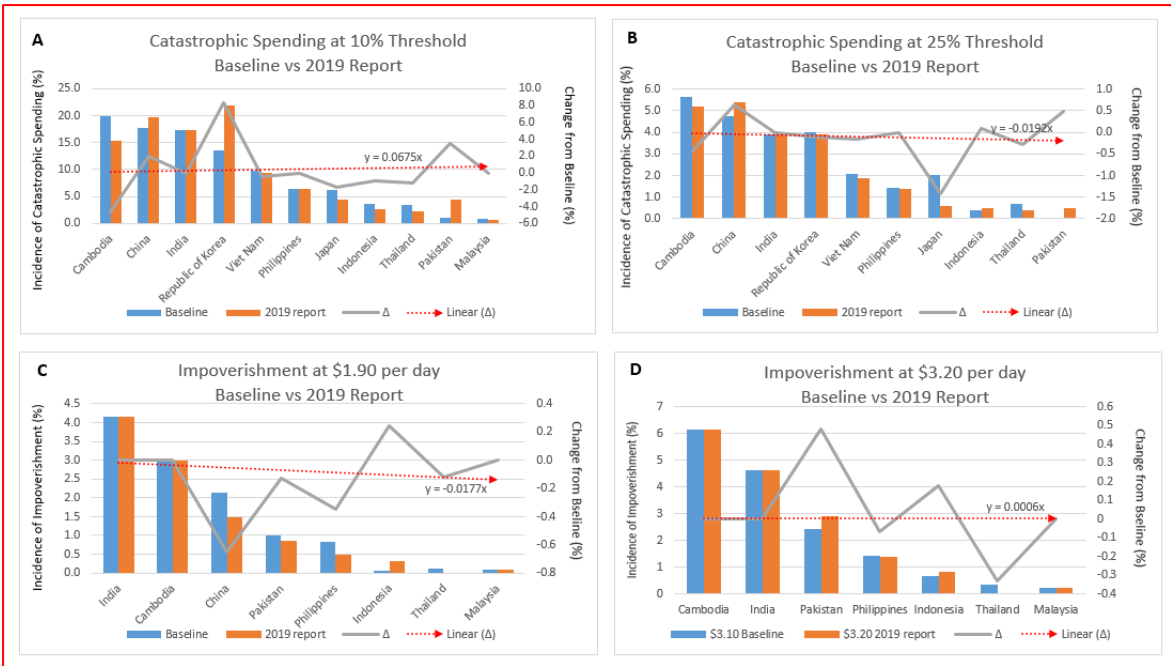 A
Catastrophic Spending at 10% Threshold
Baseline vs 2019 Report
Incidence of Catastrophic Spending (%)
25.0
20.0
15.0
10.0
5.0
0.0
10.0
8.0
6.0
4.0
2.0
0.0
-2.0
-4.0
-6.0
Change from Bseline (%)
y = 0.0675x
Cambodia
China
India
Republic of Korea
Viet Nam
Philippines
Japan
Indonesia
Thailand
Pakistan
Malaysia
Baseline
2019 report
Δ
Linear (Δ)
B
Catastrophic Spending at 25% Threshold
Baseline vs 2019 Report
Incidence of Catastrophic Spending (%)
6.0
5.0
4.0
3.0
2.0
1.0
0.0
1.0
0.5
0.0
-0.5
-1.0
-1.5
-2.0
Change from Bseline (%)
y = -0.0192x
Cambodia
China
India
Republic of Korea
Viet Nam
Philippines
Japan
Indonesia
Thailand
Pakistan
Baseline
2019 report
Δ
Linear (Δ)
C
Impoverishment at $1.90 per day
Baseline vs 2019 Report
Incidence of Impoverishment (%)
4.5
4.0
3.5
3.0
2.5
2.0
1.5
1.0
0.5
0.0
0.4
0.2
0.0
-0.2
-0.4
-0.6
-0.8
Change from Bseline (%)
y = -0.0177x
India
Cambodia
China
Pakistan
Philippines
Indonesia
Thailand
Malaysia
Baseline
2019 report
Δ
Linear (Δ)
D
Impoverishment at $3.20 per day
Baseline vs 2019 Report
Incidence of Impoverishment (%)
7
6
5
4
3
2
1
0
0.6
0.5
0.4
0.3
0.2
0.1
0
-0.1
-0.2
-0.3
-0.4
Change from Bseline (%)
y = 0.0006x
Cambodia
India
Pakistan
Philippines
Indonesia
Thailand
Malaysia
$3.10 Baseline
$3.20 2019 report
Δ
Linear (Δ)